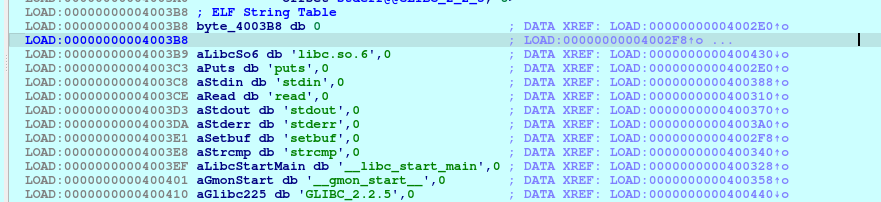 LOAD:00000000004003B8 ; ELF String Table
LOAD:00000000004003B8 byte_4003B8 db 0 ; DATA XREF: LOAD:00000000004002E0↑o
LOAD:00000000004003B8 ; LOAD:00000000004002F8↑o ...
LOAD:00000000004003B9 aLibcSo6 db 'libc.so.6',0 ; DATA XREF: LOAD:0000000000400430↓o
LOAD:00000000004003C3 aPuts db 'puts',0 ; DATA XREF: LOAD:00000000004002E0↑o
LOAD:00000000004003C8 aStdin db 'stdin',0 ; DATA XREF: LOAD:0000000000400388↑o
LOAD:00000000004003CE aRead db 'read',0 ; DATA XREF: LOAD:0000000000400310↑o
LOAD:00000000004003D3 aStdout db 'stdout',0 ; DATA XREF: LOAD:0000000000400370↑o
LOAD:00000000004003DA aStderr db 'stderr',0 ; DATA XREF: LOAD:00000000004003A0↑o
LOAD:00000000004003E1 aSetbuf db 'setbuf',0 ; DATA XREF: LOAD:00000000004002F8↑o
LOAD:00000000004003E8 aStrcmp db 'strcmp',0 ; DATA XREF: LOAD:0000000000400340↑o
LOAD:00000000004003EF aLibcStartMain db '__libc_start_main',0 ; DATA XREF: LOAD:0000000000400328↑o
LOAD:0000000000400401 aGmonStart db '__gmon_start__',0 ; DATA XREF: LOAD:0000000000400358↑o
LOAD:0000000000400410 aGlibc225 db 'GLIBC_2.2.5',0 ; DATA XREF: LOAD:0000000000400440↓o